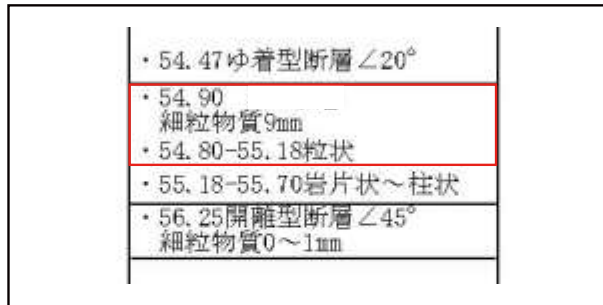 ・54.47ゆ着型断層∠20°
・54.90
細粒物質9mm
・54.80-55.18粒状
・55.18-55.70岩片状～柱状
・56.25開離型断層∠45°
細粒物質0～1mm